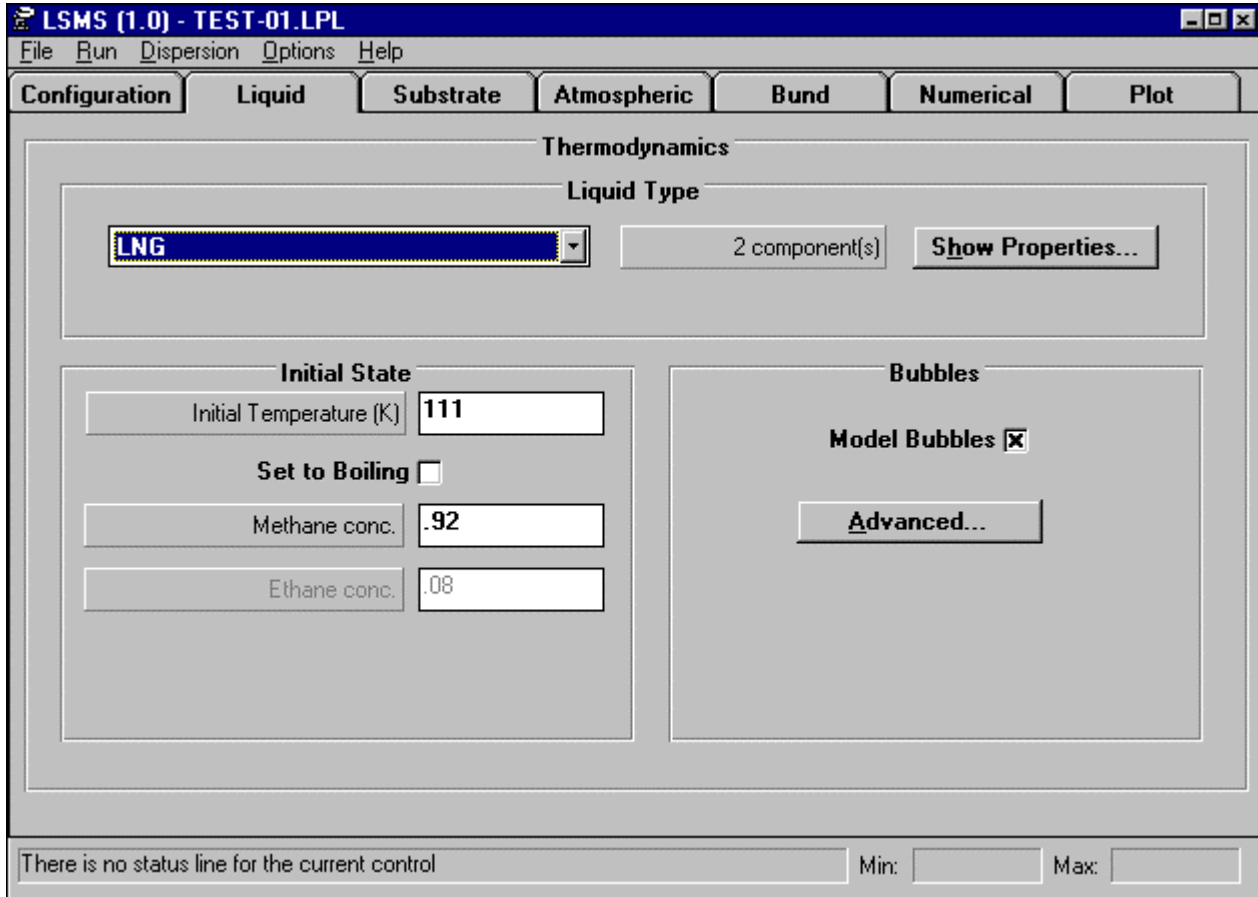 LSMS (1.0) - TEST-01.LPL
File Run Dispersion Options Help
Configuration Liquid Substrate Atmospheric Bund Numerical Plot
Thermodynamics
Liquid Type
LNG 2 component(s) Show Properties...
Initial State
Initial Temperature (K) 111
Set to Boiling
Methane conc. .92
Ethane conc. .08
Bubbles
Model Bubbles
Advanced...
There is no status line for the current control Min: Max: